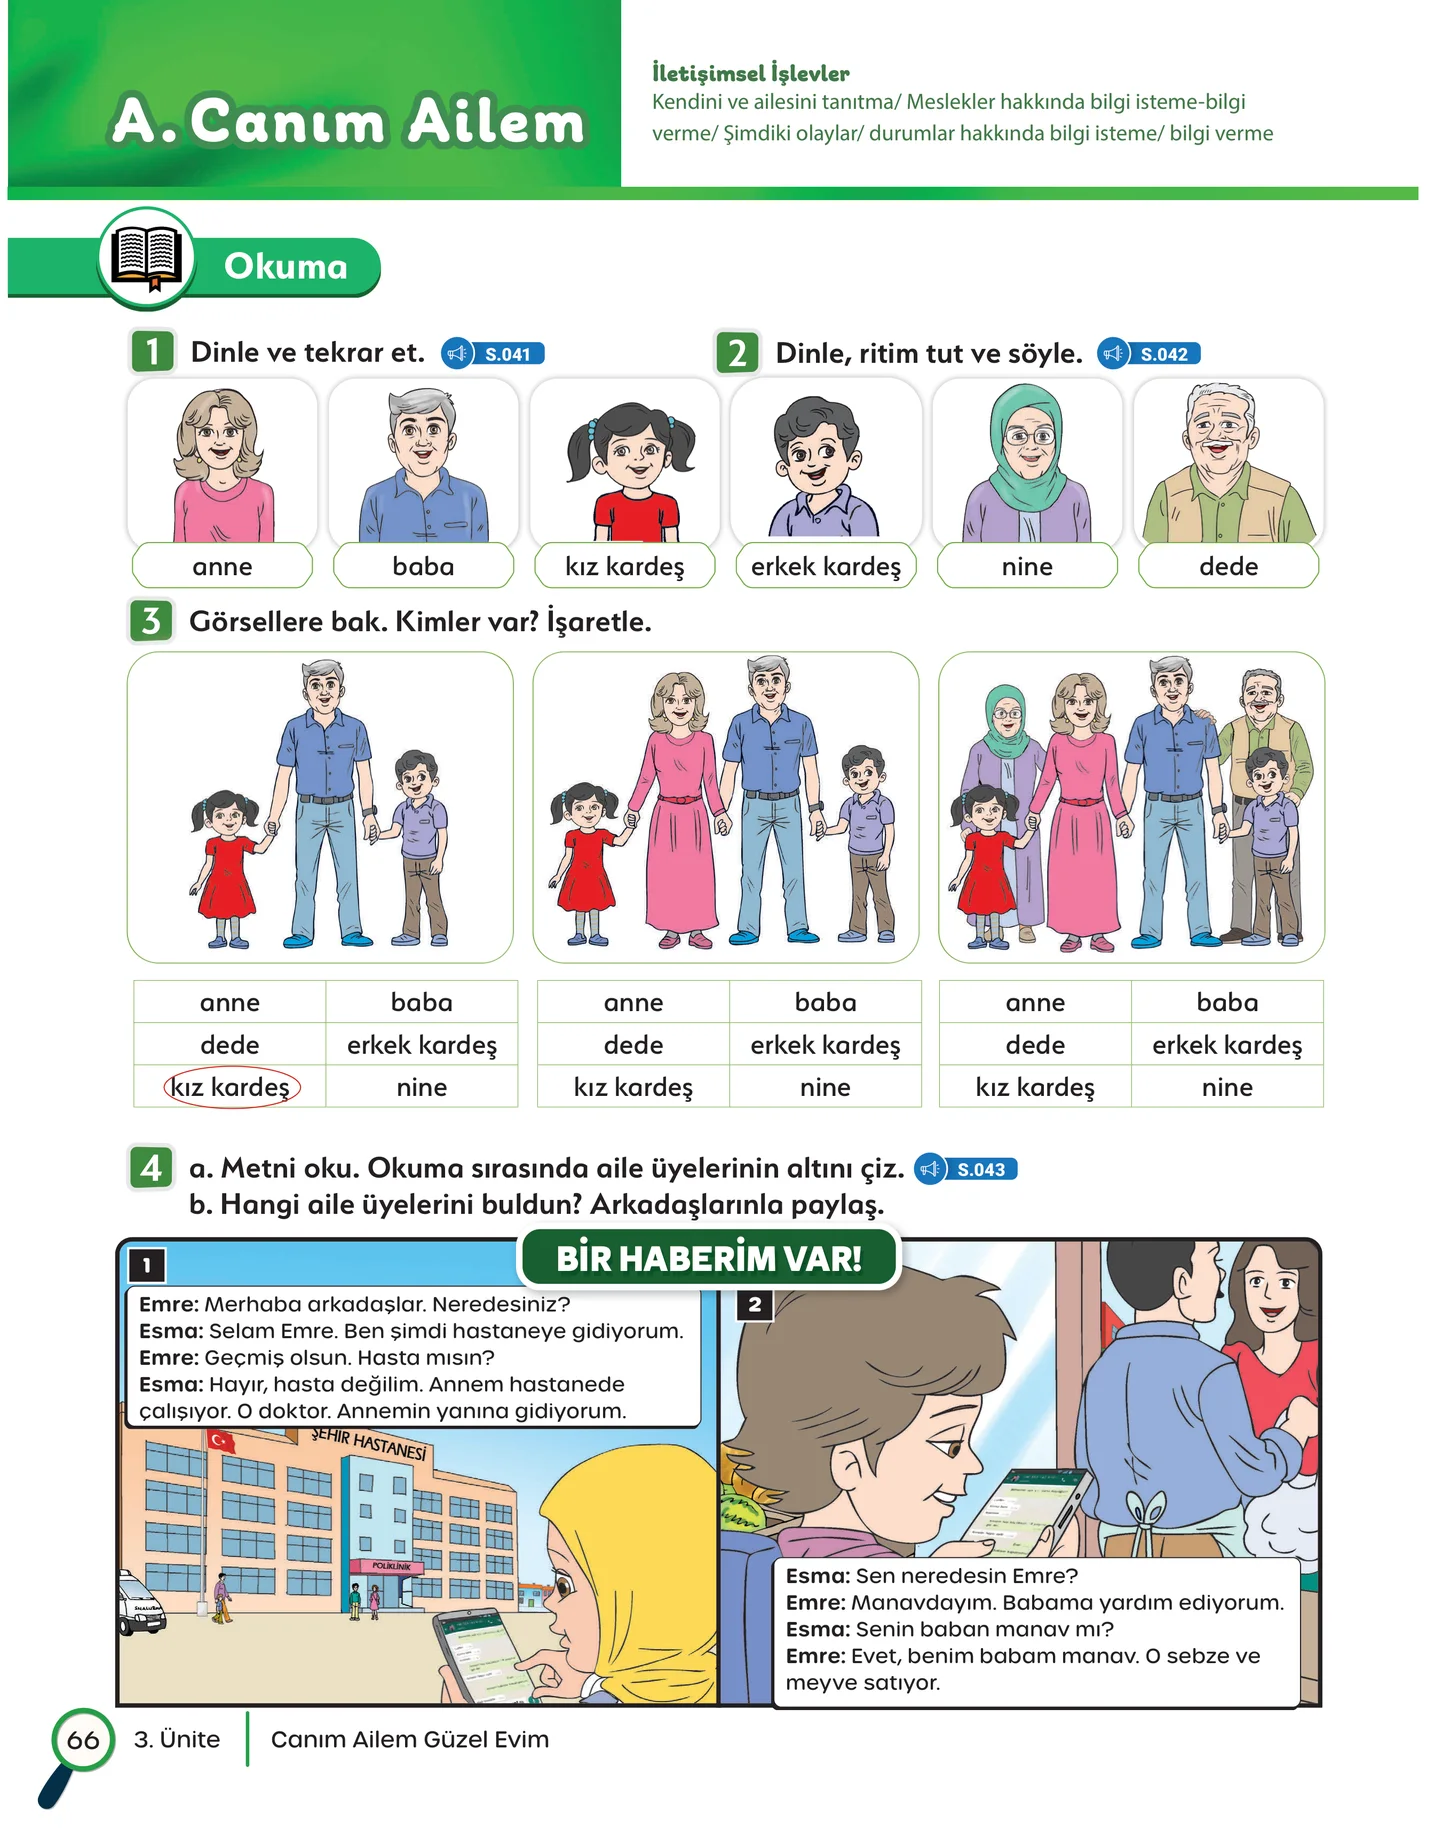 A. Canım Ailem
İletişimsel İşlevler
Kendini ve ailesini tanıtma/ Meslekler hakkında bilgi isteme-bilgi
verme/ Şimdiki olaylar/ durumlar hakkında bilgi isteme/ bilgi verme
Okuma
1 Dinle ve tekrar et. S.041
2 Dinle, ritim tut ve söyle. S.042
anne baba kız kardeş erkek kardeş nine dede
3 Görsellere bak. Kimler var? İşaretle.
anne baba anne baba anne baba
dede erkek kardeş dede erkek kardeş dede erkek kardeş
kız kardeş nine kız kardeş nine kız kardeş nine
4 a. Metni oku. Okuma sırasında aile üyelerinin altını çiz. S.043
b. Hangi aile üyelerini buldun? Arkadaşlarınla paylaş.
BİR HABERİM VAR!
1
Emre: Merhaba arkadaşlar. Neredesiniz?
Esma: Selam Emre. Ben şimdi hastaneye gidiyorum.
Emre: Geçmiş olsun. Hasta mısın?
Esma: Hayır, hasta değilim. Annem hastanede
çalışıyor. O doktor. Annemin yanına gidiyorum.
ŞEHİR HASTANESİ
POLİKLİNİK
2
Esma: Sen neredesin Emre?
Emre: Manavdayım. Babama yardım ediyorum.
Esma: Senin baban manav mı?
Emre: Evet, benim babam manav. O sebze ve
meyve satıyor.
66 3. Ünite Canım Ailem Güzel Evim